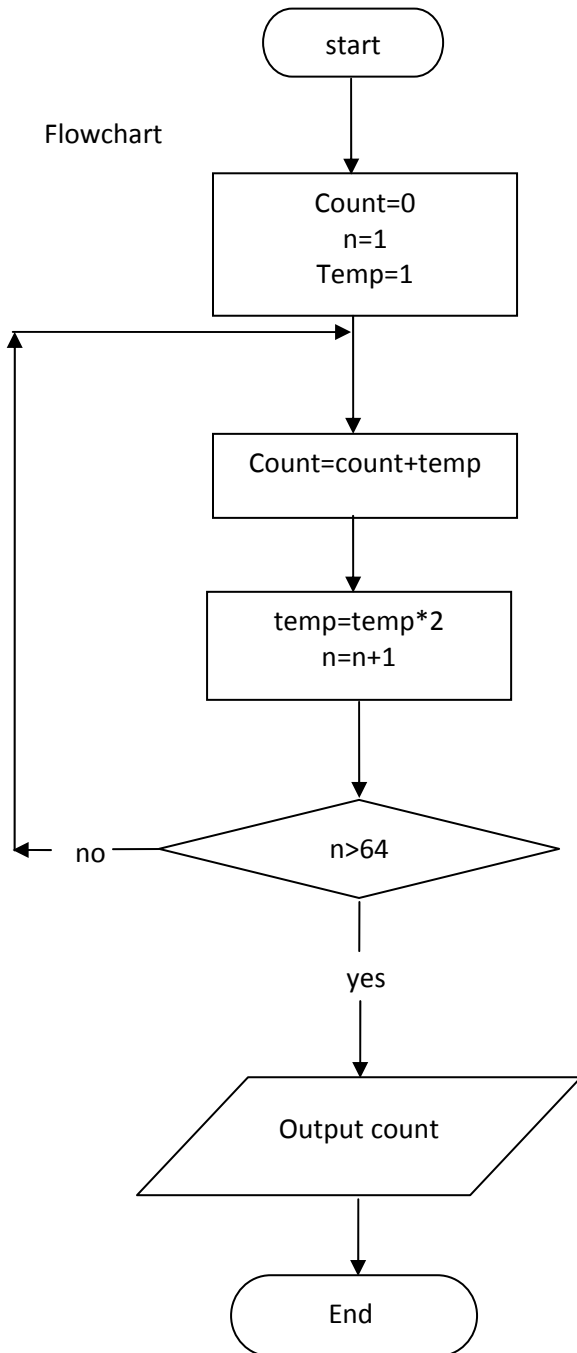 start
Flowchart
Count=0
n=1
Temp=1
Count=count+temp
temp=temp*2
n=n+1
n>64
no
yes
Output count
End